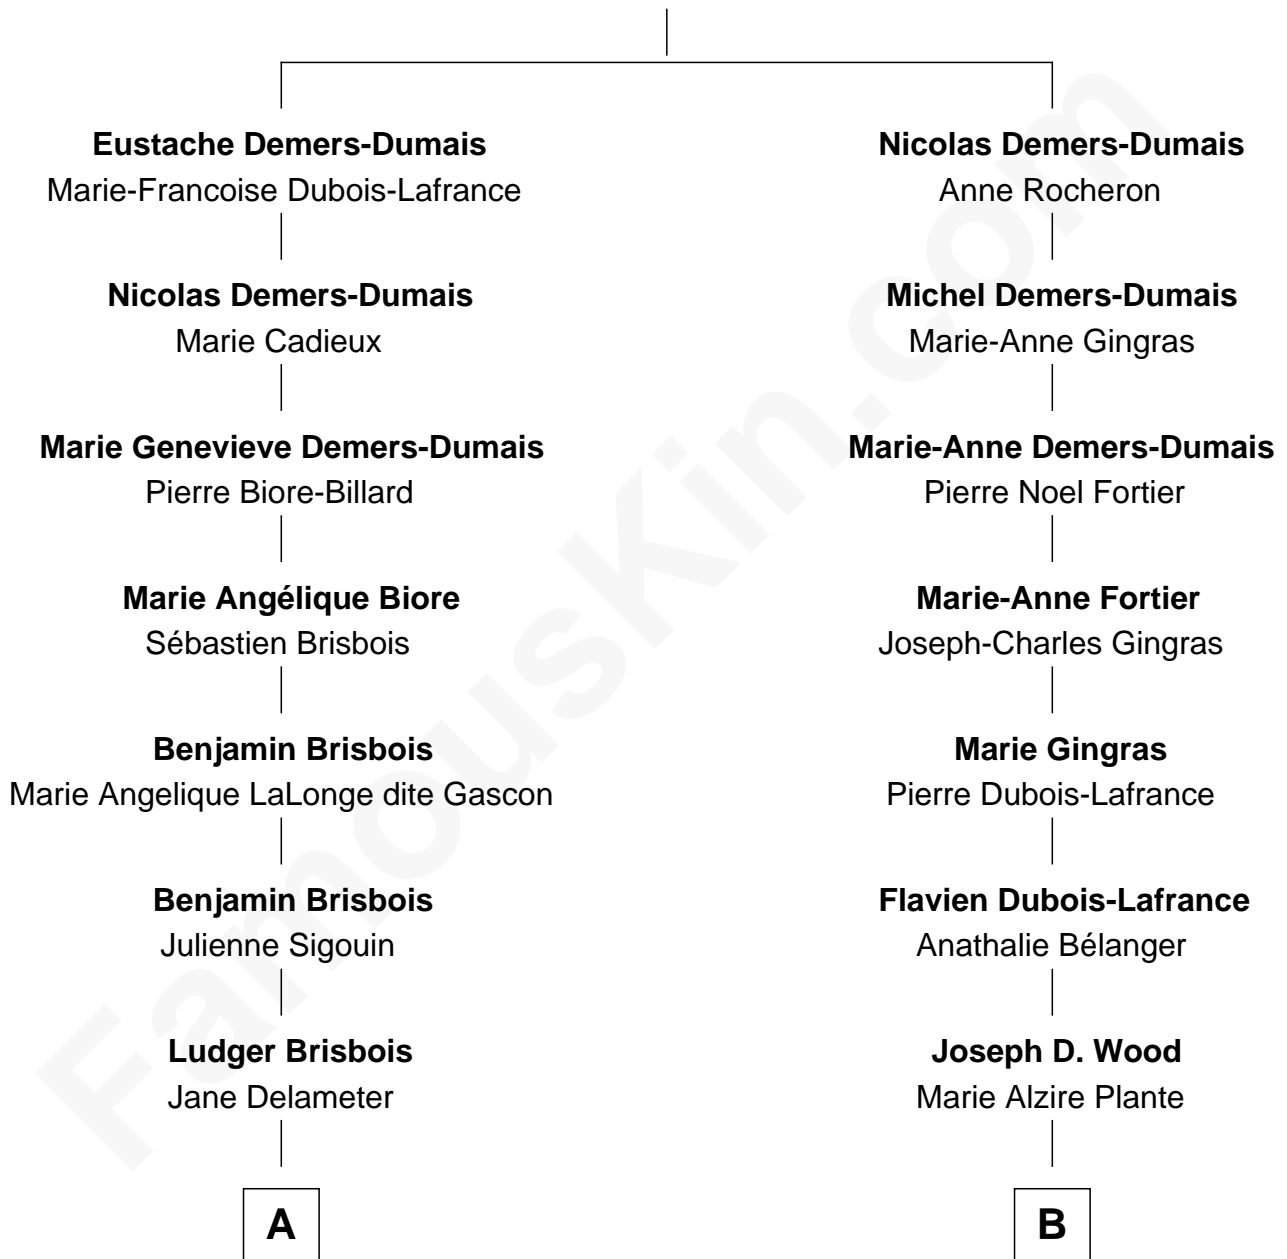 Eustache Demers-Dumais
Marie-Francoise Dubois-Lafrance
Nicolas Demers-Dumais
Marie Cadieux
Marie Genevieve Demers-Dumais
Pierre Biore-Billard
Marie Angélique Biore
Sébastien Brisbois
Benjamin Brisbois
Marie Angelique LaLonge dite Gascon
Benjamin Brisbois
Julienne Sigouin
Ludger Brisbois
Jane Delameter
A
Nicolas Demers-Dumais
Anne Rocheron
Michel Demers-Dumais
Marie-Anne Gingras
Marie-Anne Demers-Dumais
Pierre Noel Fortier
Marie-Anne Fortier
Joseph-Charles Gingras
Marie Gingras
Pierre Dubois-Lafrance
Flavien Dubois-Lafrance
Anathalie Bélanger
Joseph D. Wood
Marie Alzire Plante
B
FamousKin.com